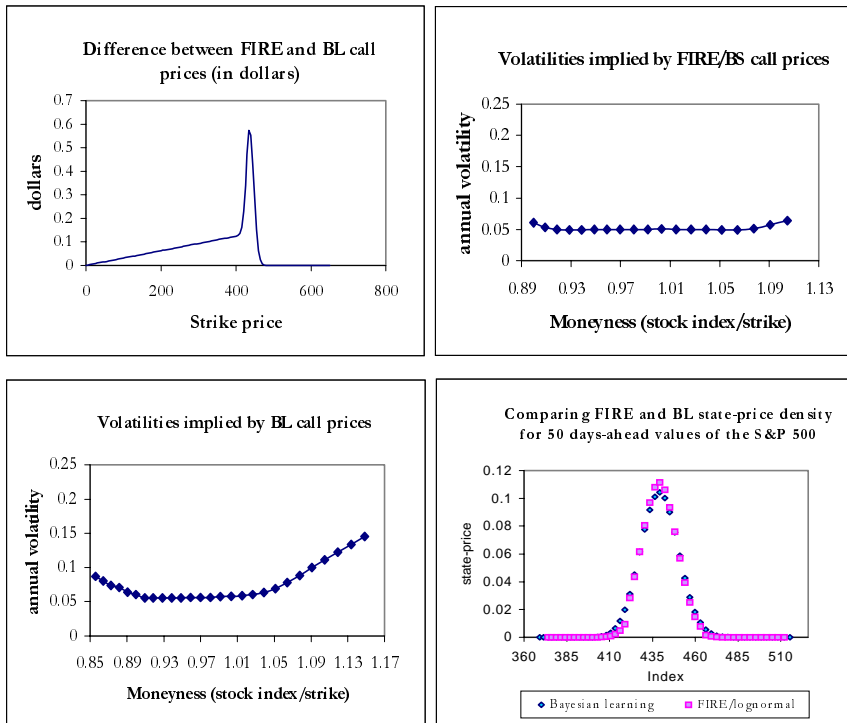 Difference between FIRE and BL call
prices (in dollars)
0.7
0.6
0.5
0.4
0.3
0.2
0.1
0
dollars
0 200 400 600 800
Strike price
Volatilities implied by FIRE/BS call prices
0.25
0.2
0.15
0.1
0.05
0
annual volatility
0.89 0.93 0.97 1.01 1.05 1.09 1.13
Moneyness (stock index/strike)
Volatilities implied by BL call prices
0.25
0.2
0.15
0.1
0.05
0
annual volatility
0.85 0.89 0.93 0.97 1.01 1.05 1.09 1.13 1.17
Moneyness (stock index/strike)
Comparing FIRE and BL state-price density
for 50 days-ahead values of the S&P 500
0.12
0.1
0.08
0.06
0.04
0.02
0
state-price
360 385 410 435 460 485 510
Index
Bayesian learning FIRE/lognormal